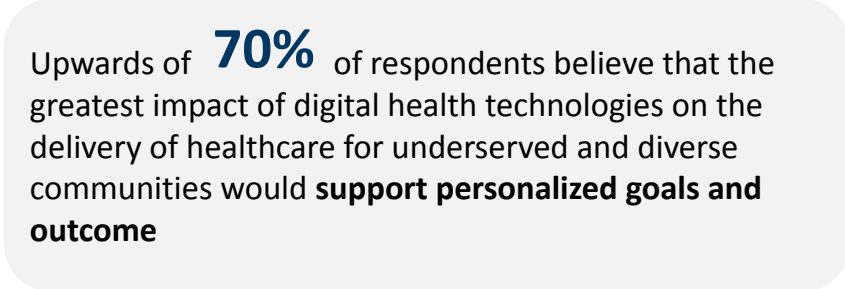 Upwards of 70% of respondents believe that the
greatest impact of digital health technologies on the
delivery of healthcare for underserved and diverse
communities would support personalized goals and
outcome